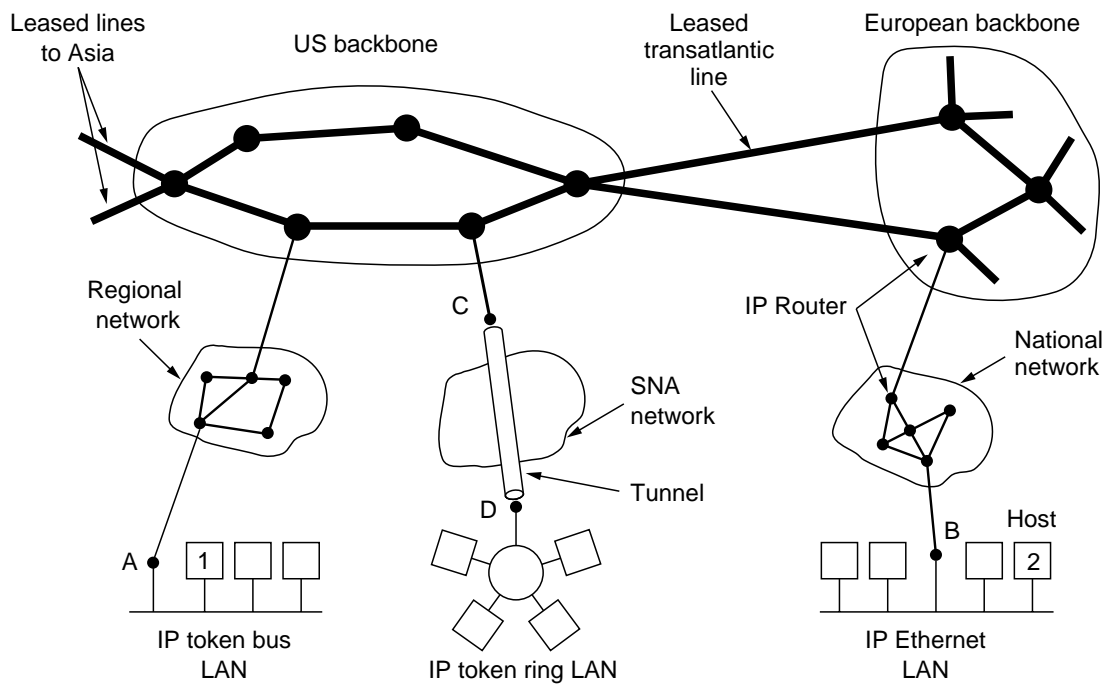 Leased lines
to Asia
US backbone
Leased
transatlantic
line
European backbone
Regional
network
C
IP Router
National
network
SNA
network
Tunnel
D
A
1
B
Host
2
IP token bus
LAN
IP token ring LAN
IP Ethernet
LAN